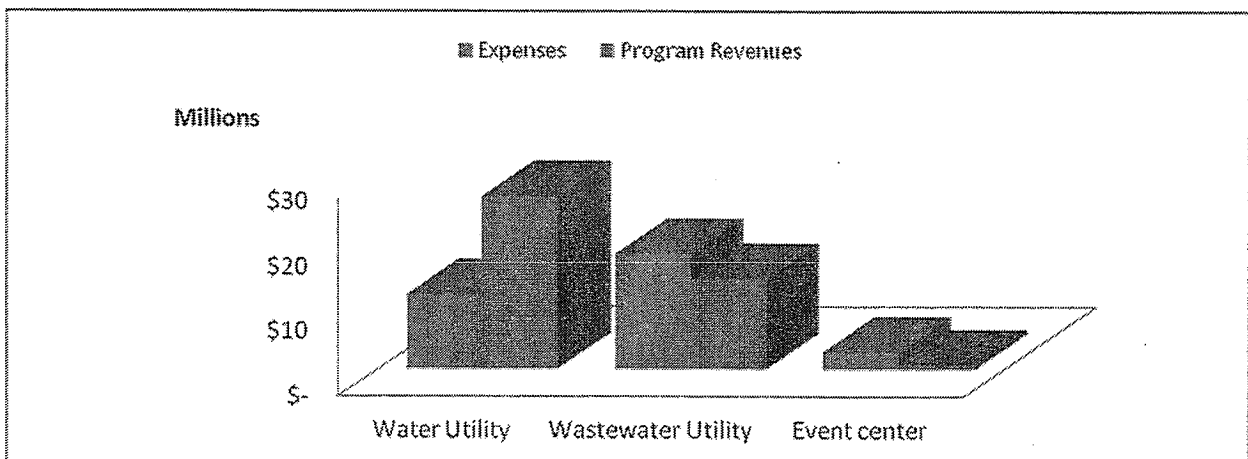 Expenses Program Revenues
Millions
$30
$20
$10
$-
Water Utility Wastewater Utility Event center